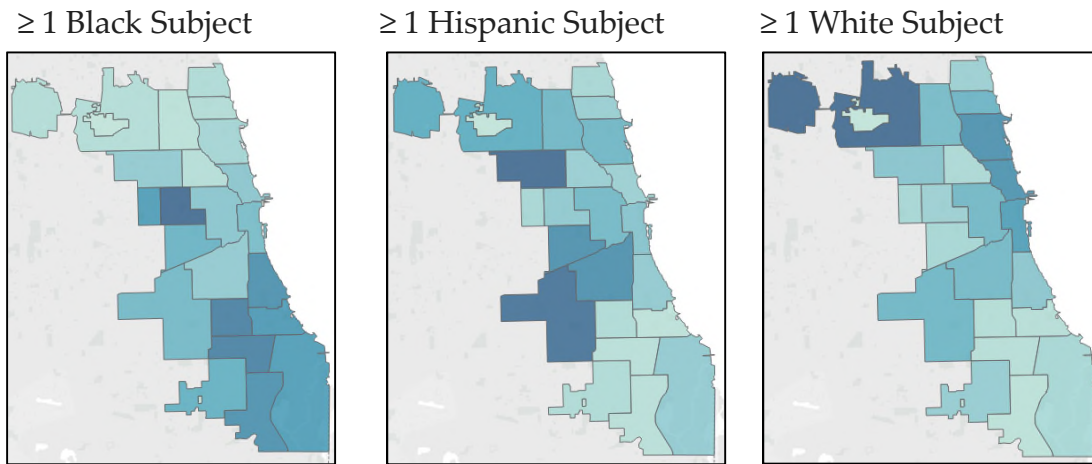 ≥ 1 Black Subject
≥ 1 Hispanic Subject
≥ 1 White Subject